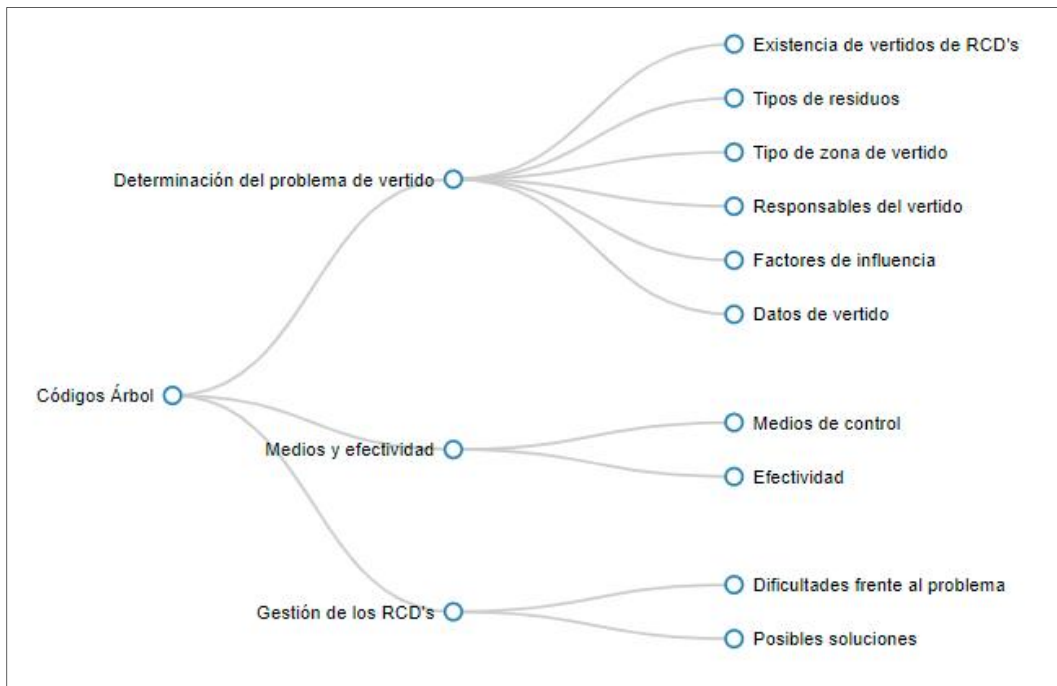 Códigos Árbol
Determinación del problema de vertido
Existencia de vertidos de RCD's
Tipos de residuos
Tipo de zona de vertido
Responsables del vertido
Factores de influencia
Datos de vertido
Medios y efectividad
Medios de control
Efectividad
Gestión de los RCD's
Dificultades frente al problema
Posibles soluciones